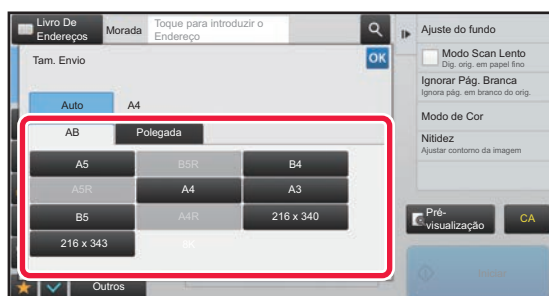 Livro De
Endereços
Morada
Toque para introduzir o
Endereço
Tam. Envio
OK
Auto
A4
AB
Polegada
A5
B5R
B4
A5R
A4
A3
B5
A4R
216 x 340
216 x 343
8K
Outros
Ajuste do fundo
Modo Scan Lento
Dig. orig. em papel fino
Ignorar Pág. Branca
Ignora pág. em branco do orig.
Modo de Cor
Nitidez
Ajustar contorno da imagem
Pré-
visualização
CA
Iniciar